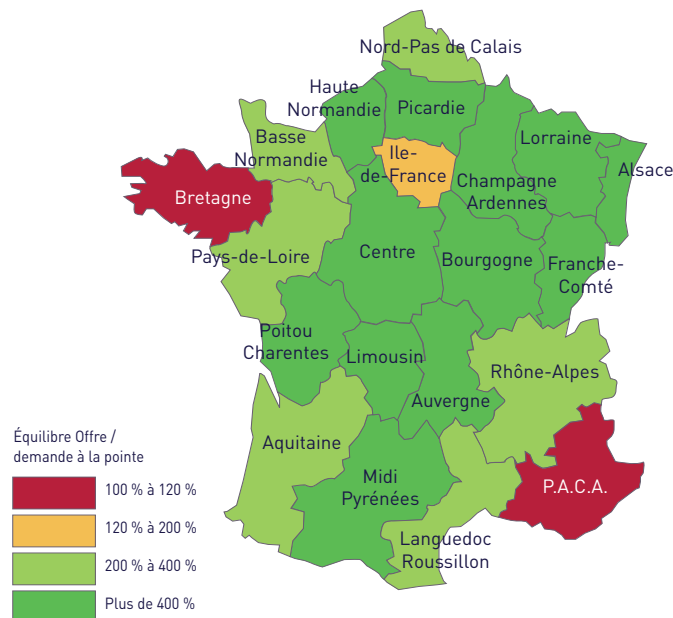 Nord-Pas de Calais
Haute
Normandie
Picardie
Basse
Normandie
Lorraine
Ile-
de-France
Alsace
Champagne
Ardennes
Bretagne
Pays-de-Loire
Centre
Bourgogne
Franche-
Comté
Poitou
Charentes
Limousin
Rhône-Alpes
Auvergne
Aquitaine
Midi
Pyrénées
P.A.C.A.
Languedoc
Roussillon
Équilibre Offre /
demande à la pointe
100 % à 120 %
120 % à 200 %
200 % à 400 %
Plus de 400 %